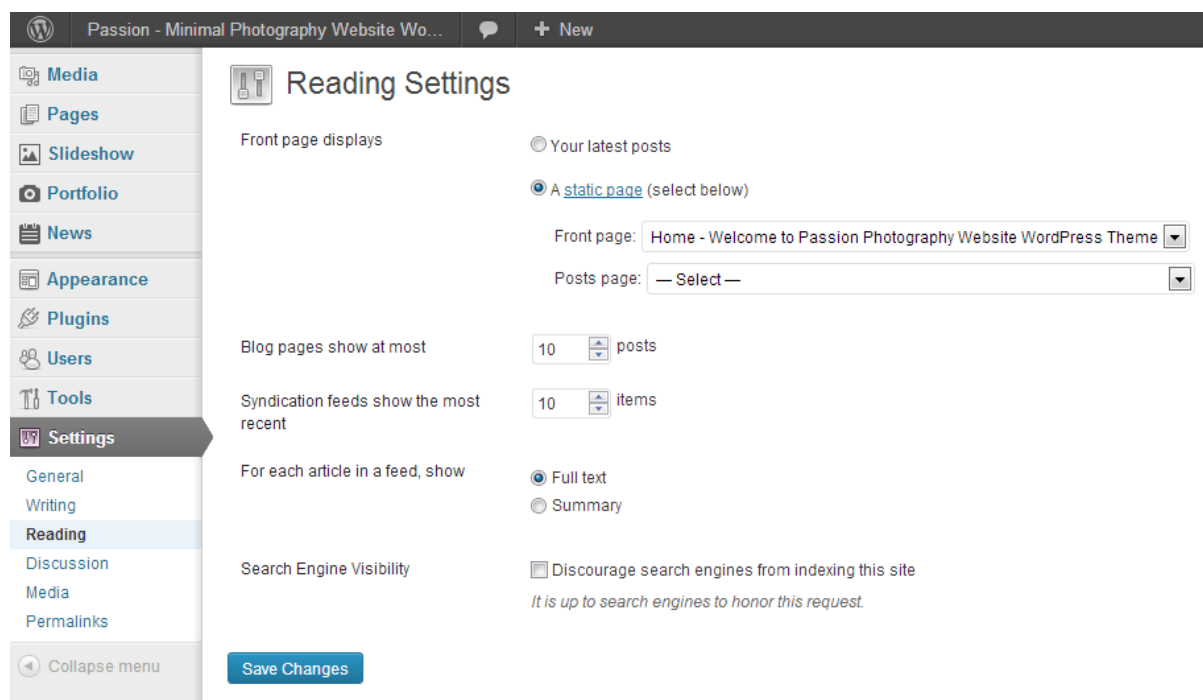 Passion - Minimal Photography Website Wo...
+ New
Media
Pages
Slideshow
Portfolio
News
Appearance
Plugins
Users
Tools
Settings
General
Writing
Reading
Discussion
Media
Permalinks
Collapse menu
Reading Settings
Front page displays
Your latest posts
A static page (select below)
Front page: Home - Welcome to Passion Photography Website WordPress Theme
Posts page: — Select —
Blog pages show at most 10 posts
Syndication feeds show the most
recent
10 items
For each article in a feed, show
Full text
Summary
Search Engine Visibility
Discourage search engines from indexing this site
It is up to search engines to honor this request.
Save Changes